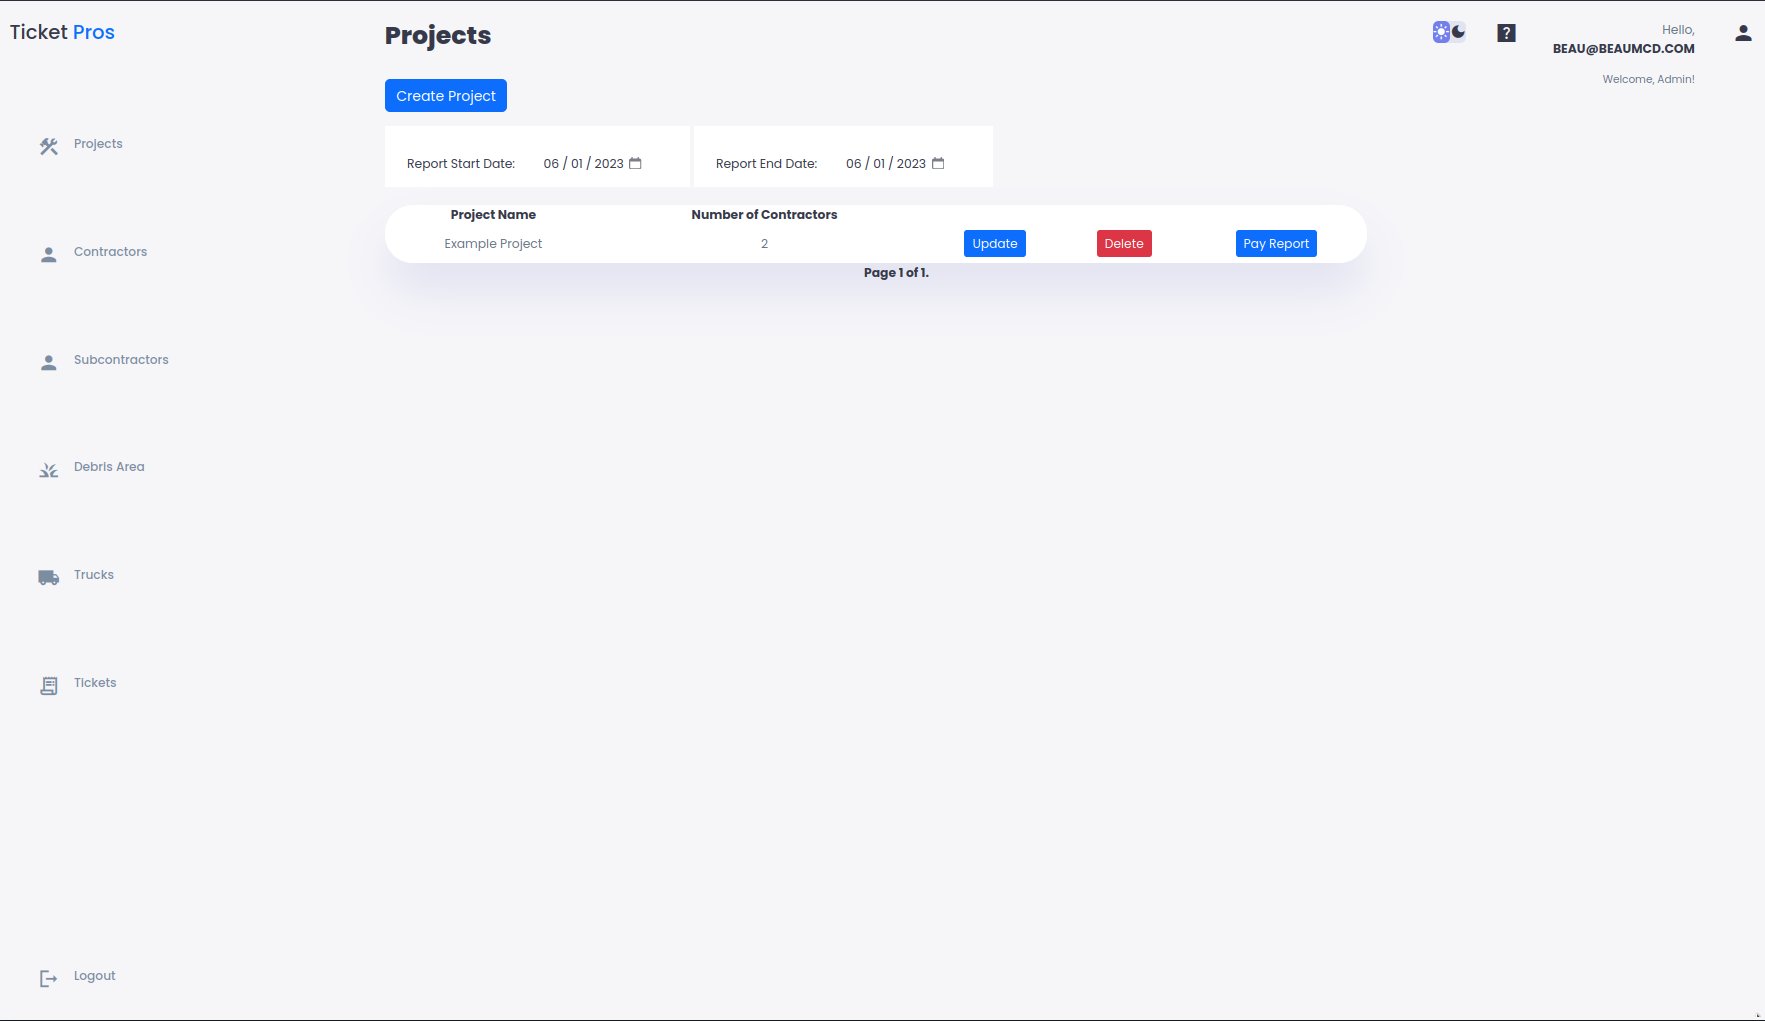 Ticket Pros
Projects
Hello,
BEAU@BEAUMCD.COM
Welcome, Admin!
Create Project
Report Start Date: 06 / 01 / 2023
Report End Date: 06 / 01 / 2023
Project Name Number of Contractors
Example Project 2 Update Delete Pay Report
Page 1 of 1.
Projects
Contractors
Subcontractors
Debris Area
Trucks
Tickets
Logout